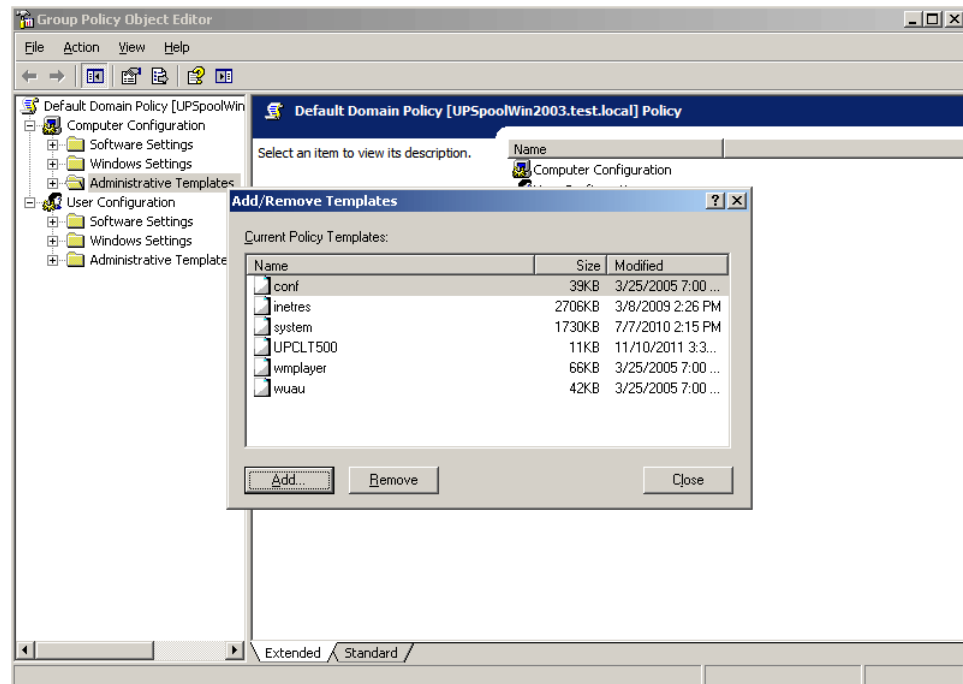 Group Policy Object Editor
File Action View Help
Default Domain Policy [UPSpoolWin
Computer Configuration
Software Settings
Windows Settings
Administrative Templates
User Configuration
Software Settings
Windows Settings
Administrative Template
Default Domain Policy [UPSpoolWin2003.test.local] Policy
Select an item to view its description.
Name
Computer Configuration
Add/Remove Templates
Current Policy Templates:
Name Size Modified
conf 39KB 3/25/2005 7:00 ...
inetres 2706KB 3/8/2009 2:26 PM
system 1730KB 7/7/2010 2:15 PM
UPCLT500 11KB 11/10/2011 3:3...
wmplayer 66KB 3/25/2005 7:00 ...
wuau 42KB 3/25/2005 7:00 ...
Add... Remove Close
Extended Standard